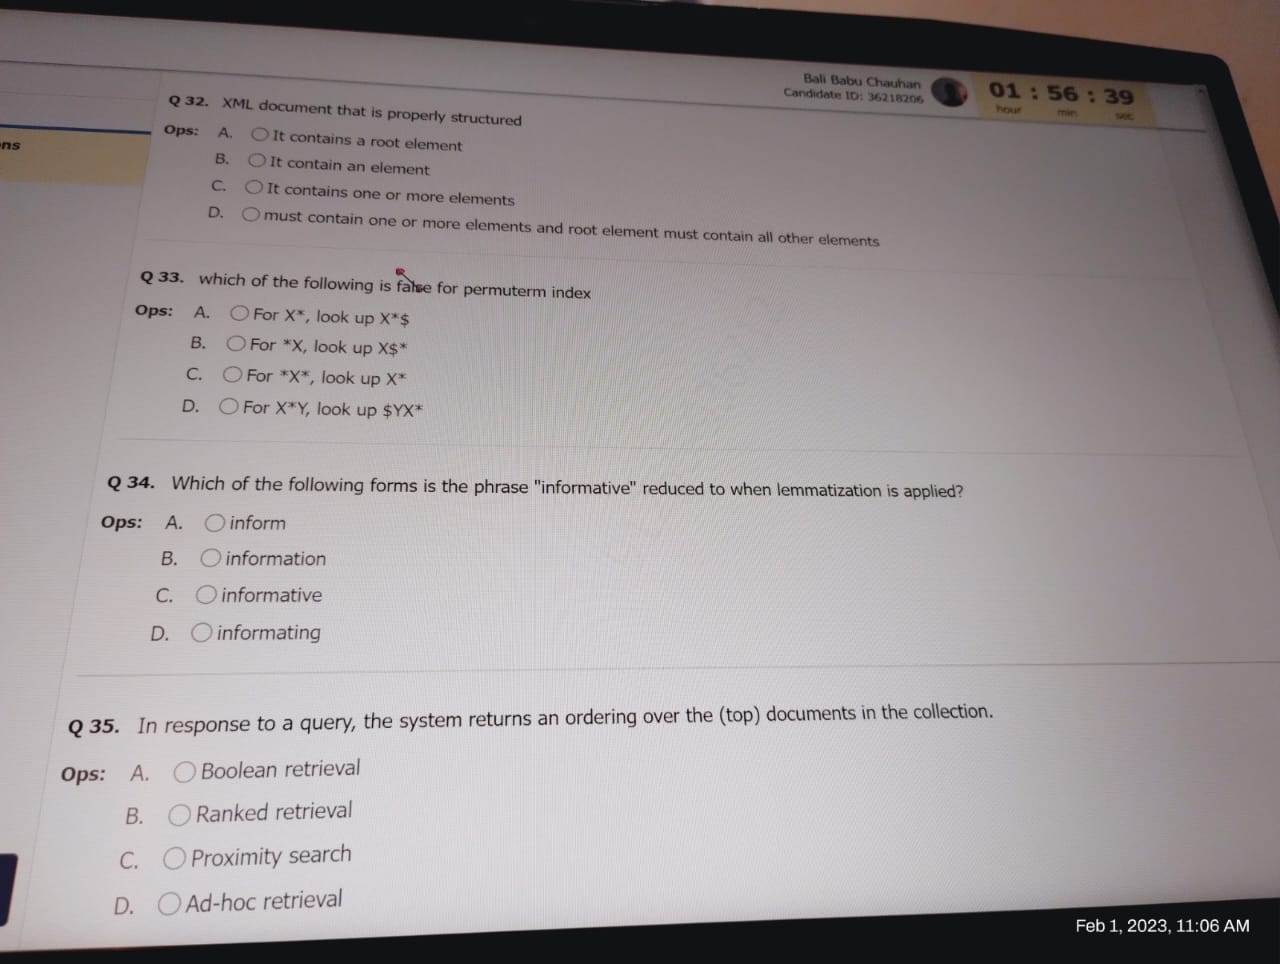 Bali Babu Chauhan
Candidate ID: 36218206
01 : 56 : 39
hour min sec
ns
Q 32. XML document that is properly structured
Ops: A. It contains a root element
B. It contain an element
C. It contains one or more elements
D. must contain one or more elements and root element must contain all other elements
Q 33. which of the following is false for permuterm index
Ops: A. For X*, look up X*$
B. For *X, look up X$*
C. For *X*, look up X*
D. For X*Y, look up $YX*
Q 34. Which of the following forms is the phrase "informative" reduced to when lemmatization is applied?
Ops: A. inform
B. information
C. informative
D. informating
Q 35. In response to a query, the system returns an ordering over the (top) documents in the collection.
Ops: A. Boolean retrieval
B. Ranked retrieval
C. Proximity search
D. Ad-hoc retrieval
Feb 1, 2023, 11:06 AM